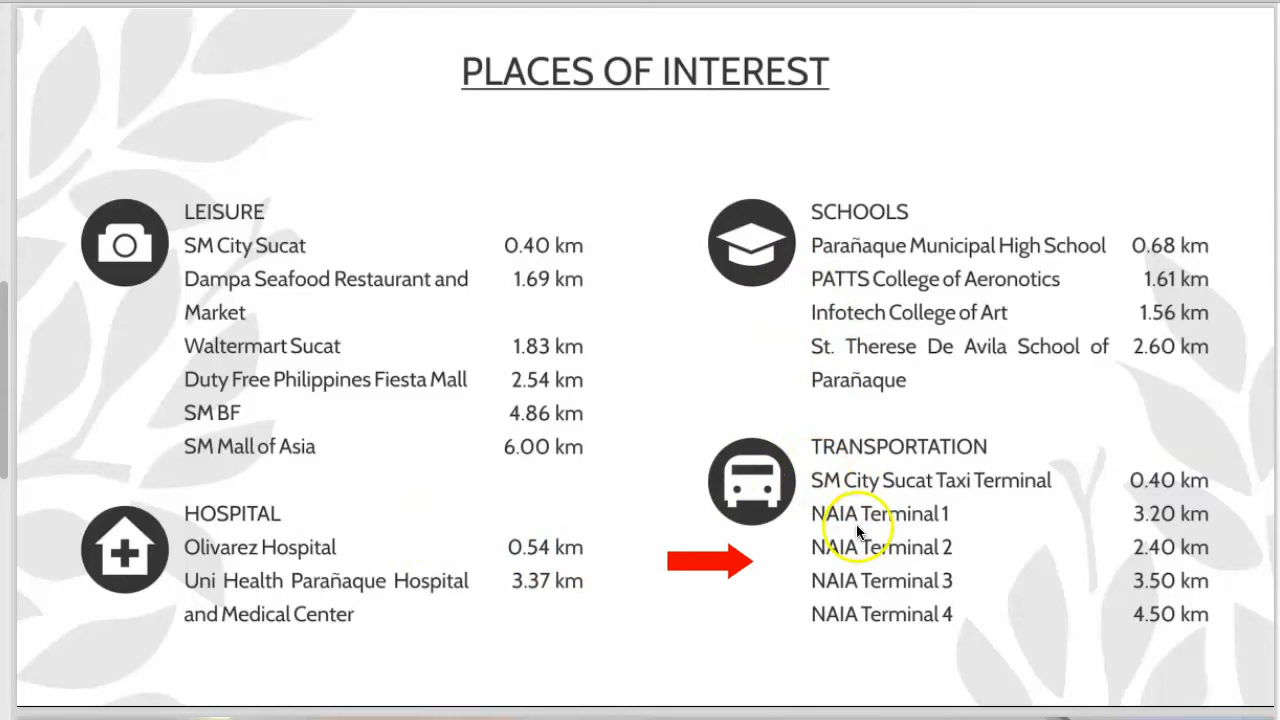 PLACES OF INTEREST
LEISURE
SM City Sucat 0.40 km
Dampa Seafood Restaurant and 1.69 km
Market
Waltermart Sucat 1.83 km
Duty Free Philippines Fiesta Mall 2.54 km
SM BF 4.86 km
SM Mall of Asia 6.00 km
HOSPITAL
Olivarez Hospital 0.54 km
Uni Health Parañaque Hospital 3.37 km
and Medical Center
SCHOOLS
Parañaque Municipal High School 0.68 km
PATTS College of Aeronotics 1.61 km
Infotech College of Art 1.56 km
St. Therese De Avila School of 2.60 km
Parañaque
TRANSPORTATION
SM City Sucat Taxi Terminal 0.40 km
NAIA Terminal 1 3.20 km
NAIA Terminal 2 2.40 km
NAIA Terminal 3 3.50 km
NAIA Terminal 4 4.50 km